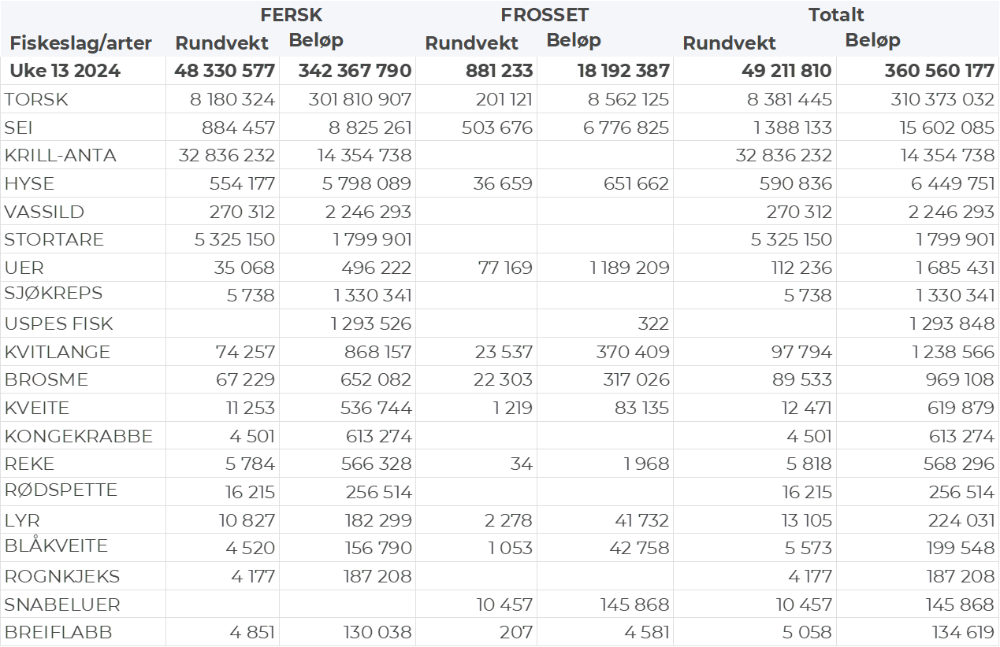 FERSK FROSSET Totalt
Fiskeslag/arter Rundvekt Beløp Rundvekt Beløp Rundvekt Beløp
Uke 13 2024 48 330 577 342 367 790 881 233 18 192 387 49 211 810 360 560 177
TORSK 8 180 324 301 810 907 201 121 8 562 125 8 381 445 310 373 032
SEI 884 457 8 825 261 503 676 6 776 825 1 388 133 15 602 085
KRILL-ANTA 32 836 232 14 354 738 32 836 232 14 354 738
HYSE 554 177 5 798 089 36 659 651 662 590 836 6 449 751
VASSILD 270 312 2 246 293 270 312 2 246 293
STORTARE 5 325 150 1 799 901 5 325 150 1 799 901
UER 35 068 496 222 77 169 1 189 209 112 236 1 685 431
SJØKREPS 5 738 1 330 341 5 738 1 330 341
USPES FISK 1 293 526 322 1 293 848
KVITLANGE 74 257 868 157 23 537 370 409 97 794 1 238 566
BROSME 67 229 652 082 22 303 317 026 89 533 969 108
KVEITE 11 253 536 744 1 219 83 135 12 471 619 879
KONGEKRABBE 4 501 613 274 4 501 613 274
REKE 5 784 566 328 34 1 968 5 818 568 296
RØDSPETTE 16 215 256 514 16 215 256 514
LYR 10 827 182 299 2 278 41 732 13 105 224 031
BLÅKVEITE 4 520 156 790 1 053 42 758 5 573 199 548
ROGNKJEKS 4 177 187 208 4 177 187 208
SNABELUER 10 457 145 868 10 457 145 868
BREIFLABB 4 851 130 038 207 4 581 5 058 134 619